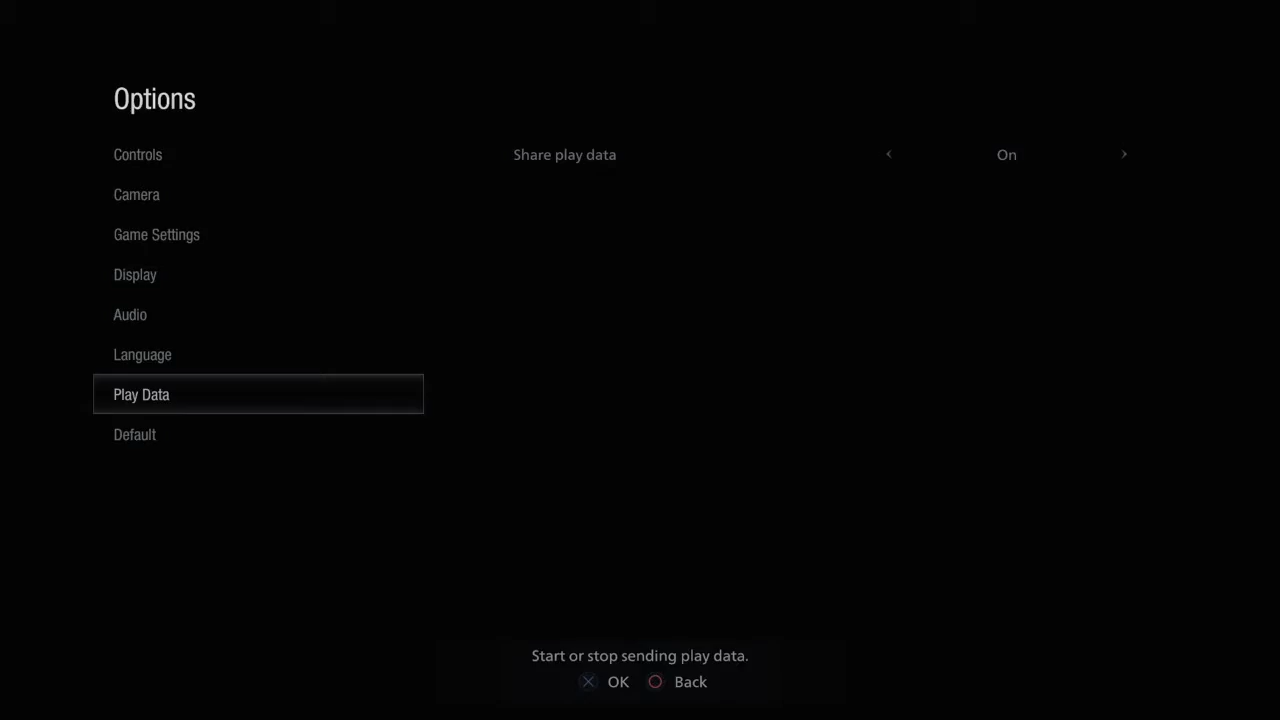 Options
Controls
Share play data
On
Camera
Game Settings
Display
Audio
Language
Play Data
Default
Start or stop sending play data.
OK Back